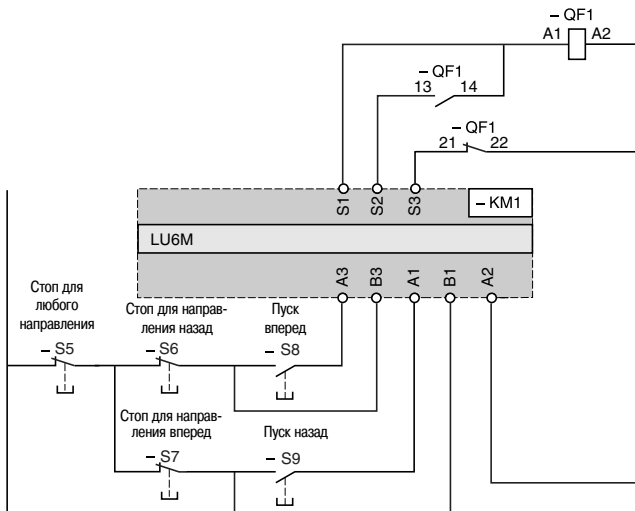 – QF1
A1 A2
– QF1
13 14
– QF1
21 22
S1 S2 S3
– KM1
LU6M
A3 B3 A1 B1 A2
Стоп для
любого
направления
– S5
Стоп для направ-
ления назад
– S6
Пуск
вперед
– S8
Стоп для направ-
ления вперед
– S7
Пуск назад
– S9